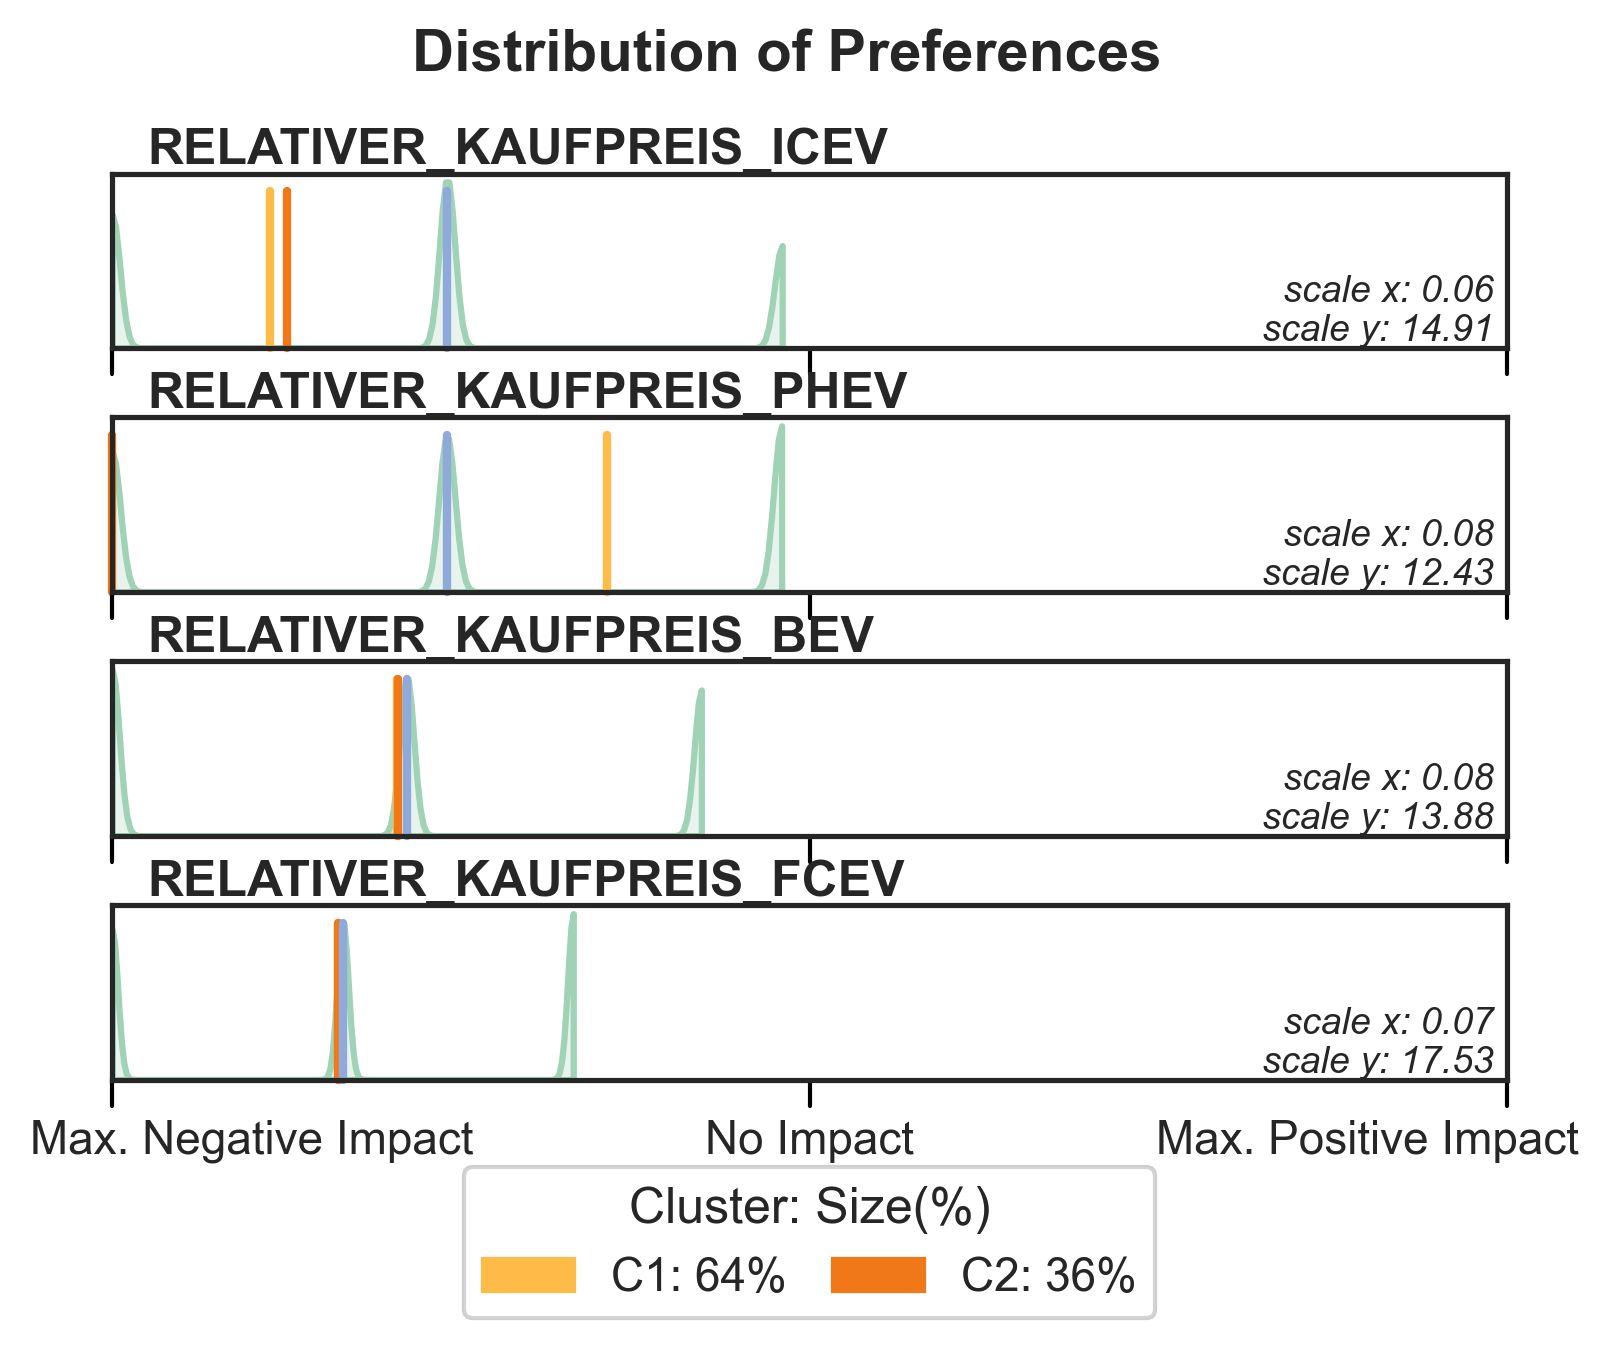 Distribution of Preferences
RELATIVER_KAUFPREIS_ICEV
scale x: 0.06
scale y: 14.91
RELATIVER_KAUFPREIS_PHEV
scale x: 0.08
scale y: 12.43
RELATIVER_KAUFPREIS_BEV
scale x: 0.08
scale y: 13.88
RELATIVER_KAUFPREIS_FCEV
scale x: 0.07
scale y: 17.53
Max. Negative Impact No Impact Max. Positive Impact
Cluster: Size(%)
C1: 64% C2: 36%